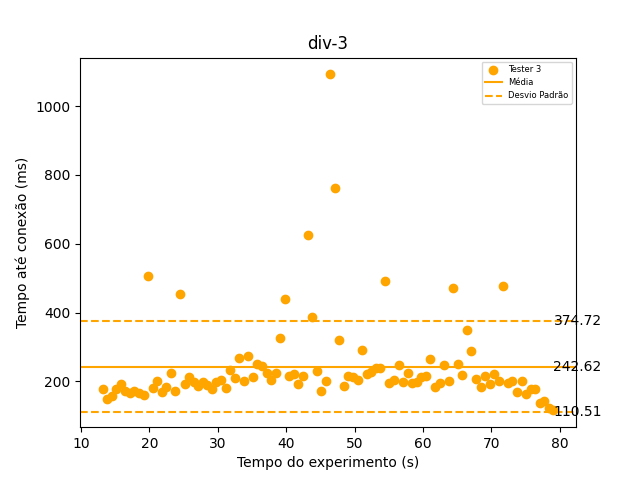 div-3
Tester 3
Média
Desvio Padrão
Tempo até conexão (ms)
1000
800
600
400
200
374.72
242.62
110.51
10 20 30 40 50 60 70 80
Tempo do experimento (s)